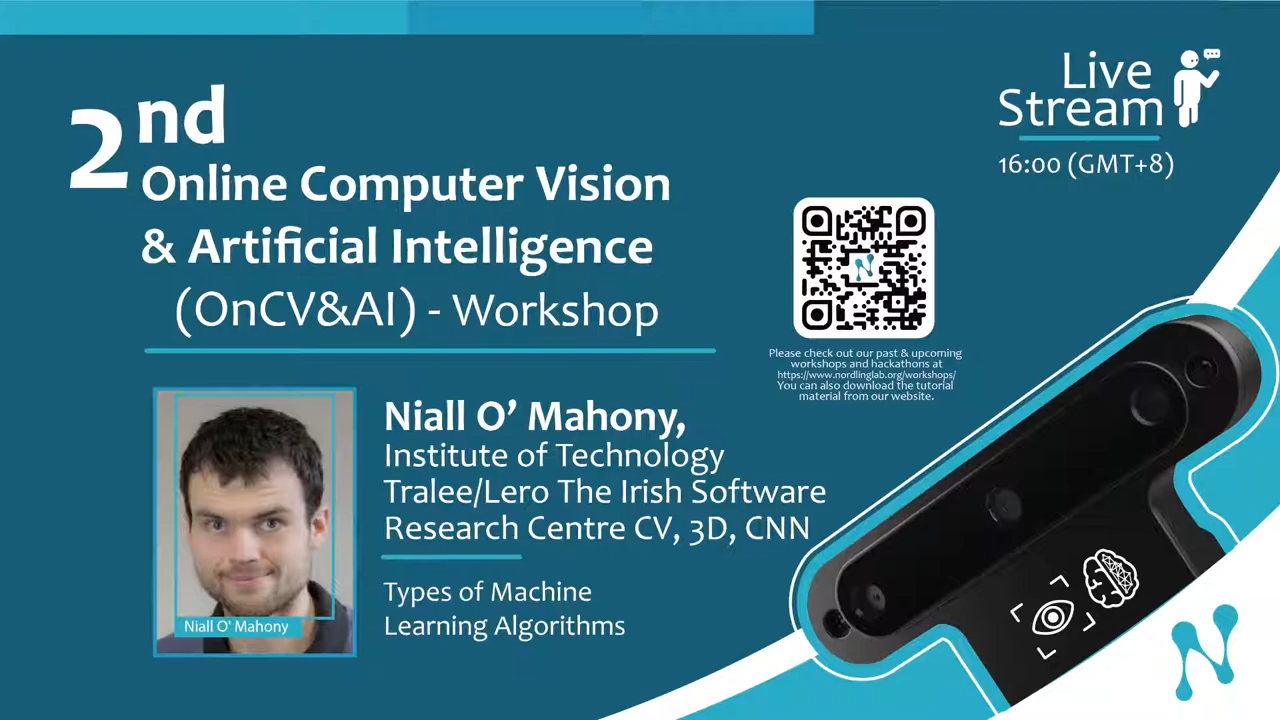 2nd
Online Computer Vision
& Artificial Intelligence
(OnCV&AI) - Workshop
Live
Stream
16:00 (GMT+8)
Please check out our past & upcoming
workshops and hackathons at
https://www.nordlinglab.org/workshops/
You can also download the tutorial
material from our website.
Niall O’ Mahony,
Institute of Technology
Tralee/Lero The Irish Software
Research Centre CV, 3D, CNN
Types of Machine
Learning Algorithms
Niall O' Mahony